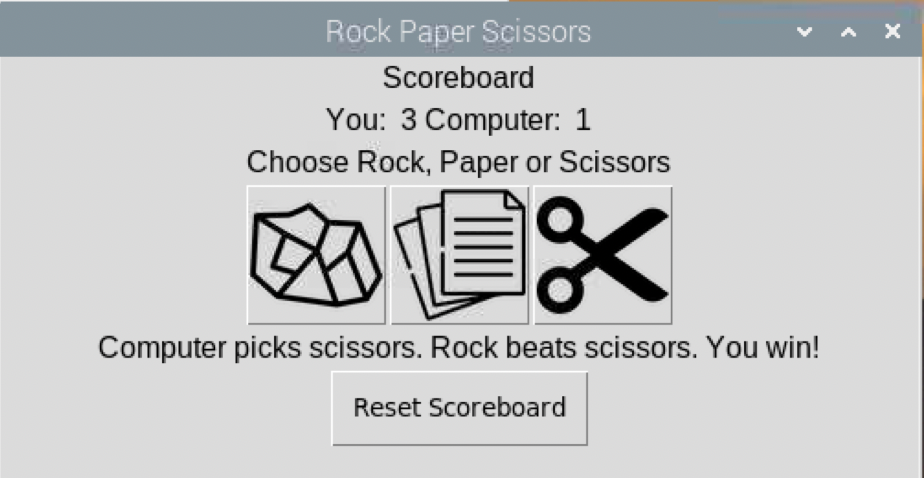 Rock Paper Scissors
Scoreboard
You: 3 Computer: 1
Choose Rock, Paper or Scissors
Computer picks scissors. Rock beats scissors. You win!
Reset Scoreboard